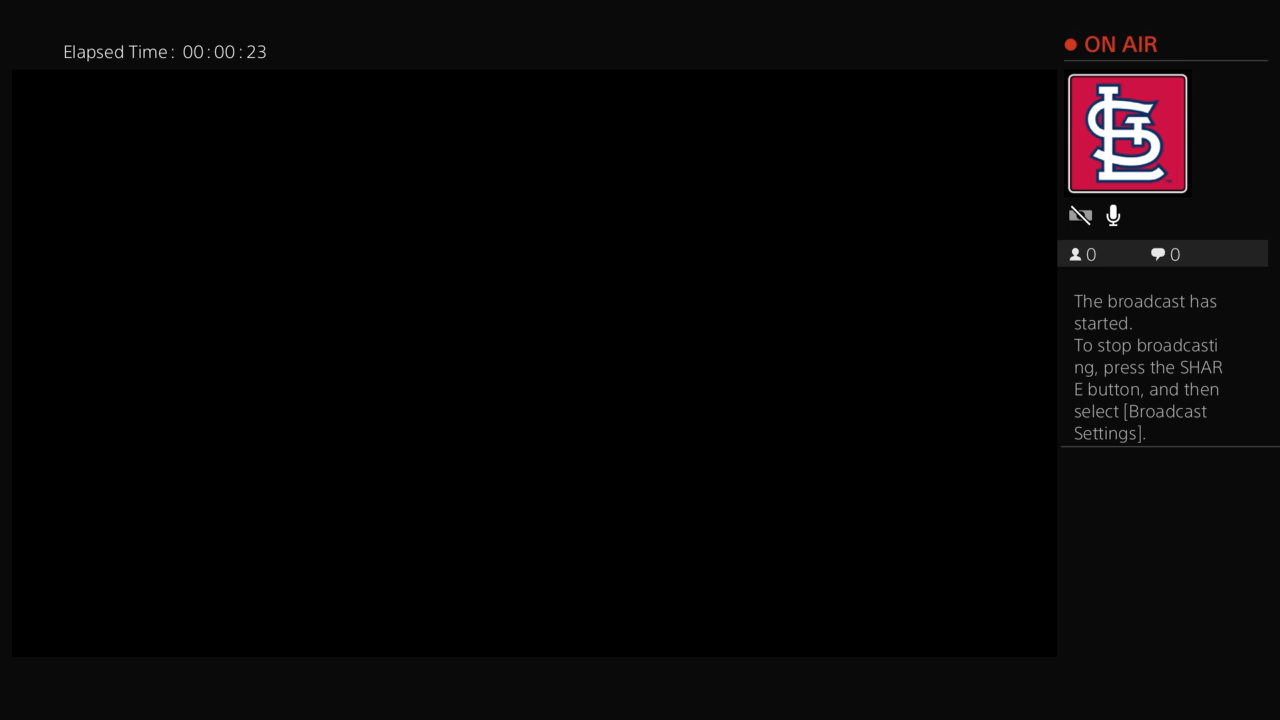 Elapsed Time: 00:00:23
ON AIR
STL
0 0
The broadcast has
started.
To stop broadcasti
ng, press the SHAR
E button, and then
select [Broadcast
Settings].